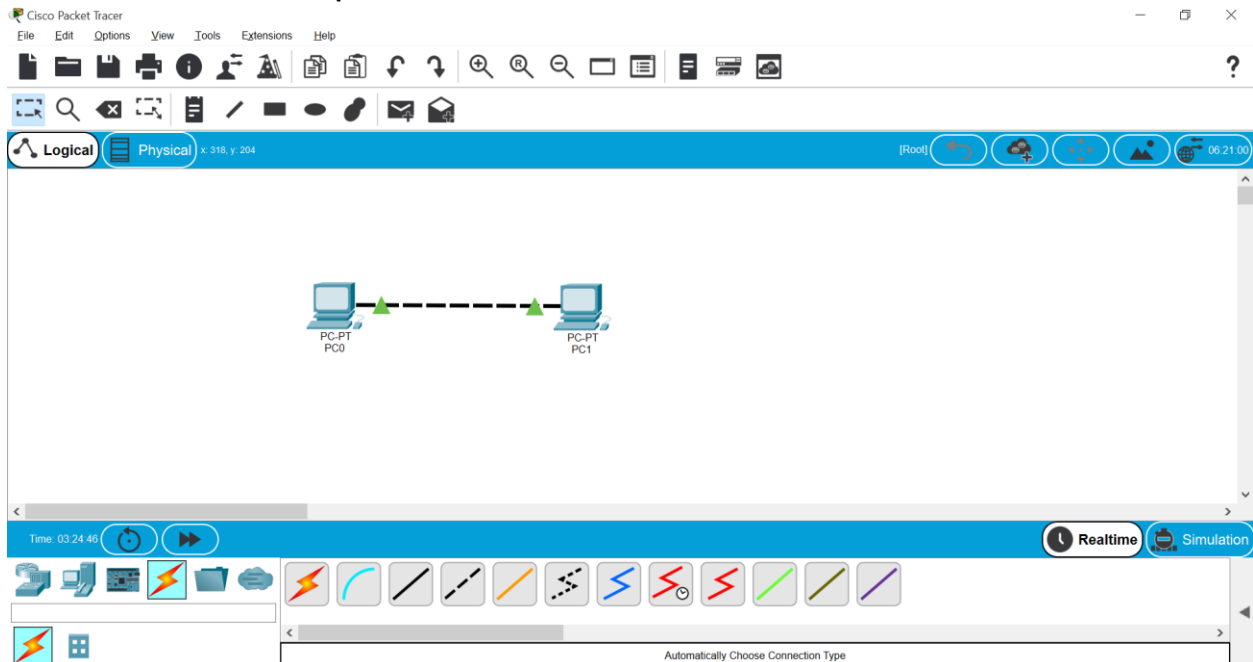 Cisco Packet Tracer
File Edit Options View Tools Extensions Help
?
Logical Physical x: 318, y: 204 [Root] 06:21:00
PC-PT
PC0
PC-PT
PC1
Time: 03:24:46 Realtime Simulation
Automatically Choose Connection Type